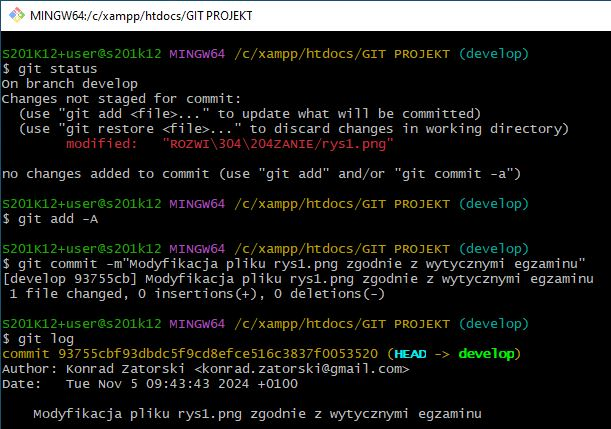 MINGW64:/c/xampp/htdocs/GIT PROJEKT
S201K12+user@s201k12 MINGW64 /c/xampp/htdocs/GIT PROJEKT (develop)
$ git status
On branch develop
Changes not staged for commit:
  (use "git add <file>..." to update what will be committed)
  (use "git restore <file>..." to discard changes in working directory)
        modified:   "ROZWI\304\204ZANIE/rys1.png"
no changes added to commit (use "git add" and/or "git commit -a")
S201K12+user@s201k12 MINGW64 /c/xampp/htdocs/GIT PROJEKT (develop)
$ git add -A
S201K12+user@s201k12 MINGW64 /c/xampp/htdocs/GIT PROJEKT (develop)
$ git commit -m"Modyfikacja pliku rys1.png zgodnie z wytycznymi egzaminu"
[develop 93755cb] Modyfikacja pliku rys1.png zgodnie z wytycznymi egzaminu
 1 file changed, 0 insertions(+), 0 deletions(-)
S201K12+user@s201k12 MINGW64 /c/xampp/htdocs/GIT PROJEKT (develop)
$ git log
commit 93755cbf93dbdc5f9cd8efce516c3837f0053520 (HEAD -> develop)
Author: Konrad Zatorski <konrad.zatorski@gmail.com>
Date:   Tue Nov 5 09:43:43 2024 +0100
    Modyfikacja pliku rys1.png zgodnie z wytycznymi egzaminu